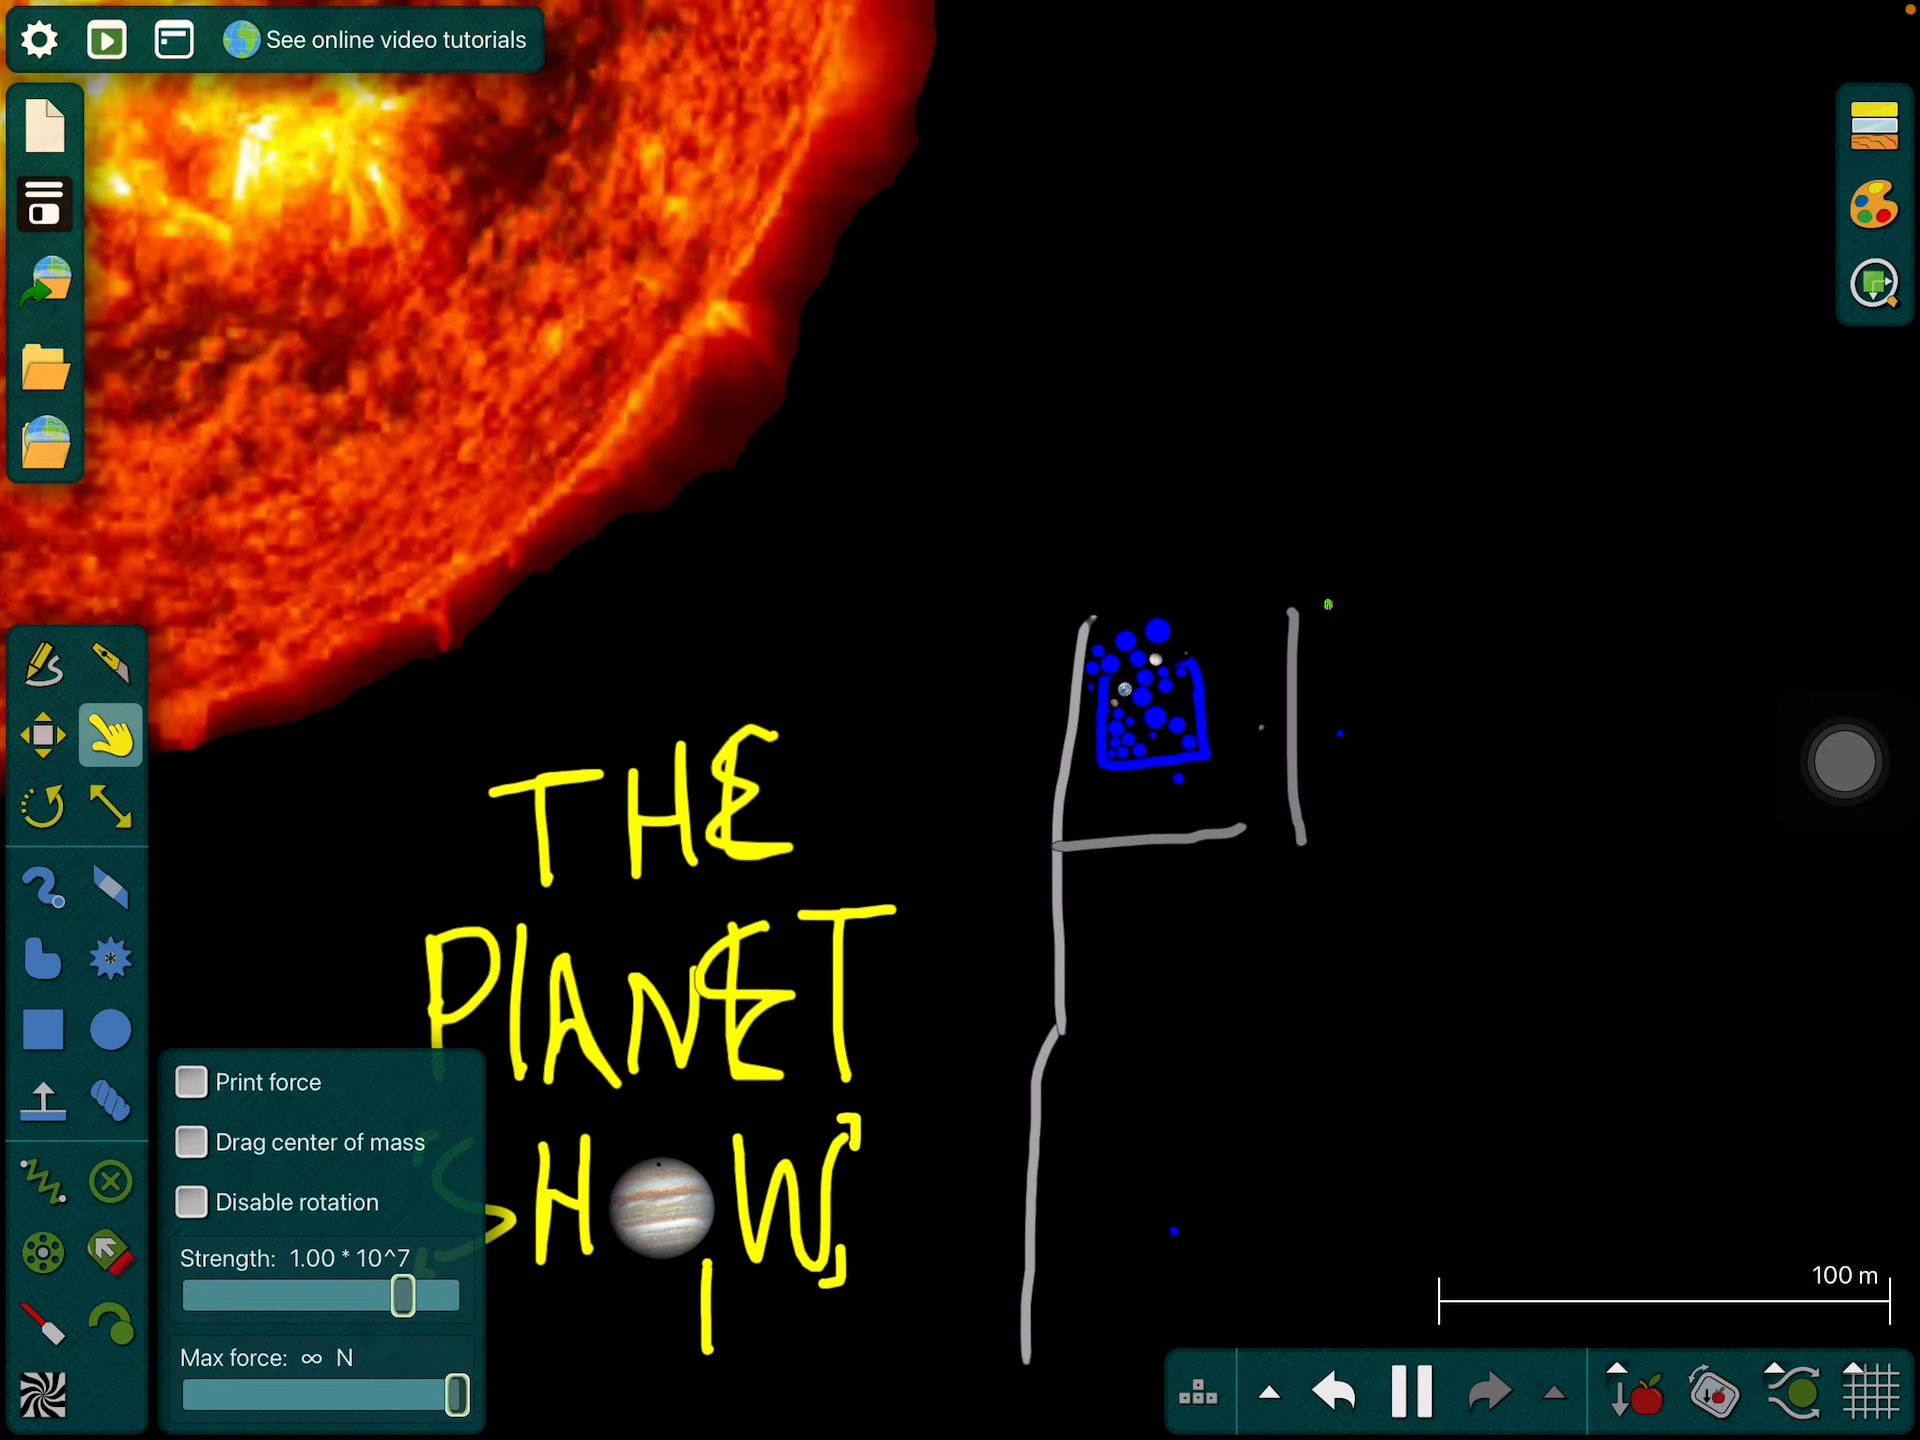 See online video tutorials
THE
PLANET
SHOW
Print force
Drag center of mass
Disable rotation
Strength: 1.00 * 10^7
Max force: ∞ N
100 m